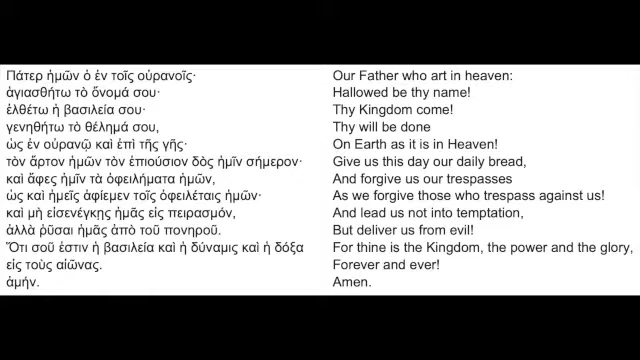 Πάτερ ἡμῶν ὁ ἐν τοῖς οὐρανοῖς·
ἁγιασθήτω τὸ ὄνομά σου·
ἐλθέτω ἡ βασιλεία σου·
γενηθήτω τὸ θέλημά σου,
ὡς ἐν οὐρανῷ καὶ ἐπὶ τῆς γῆς·
τὸν ἄρτον ἡμῶν τὸν ἐπιούσιον δὸς ἡμῖν σήμερον·
καὶ ἄφες ἡμῖν τὰ ὀφειλήματα ἡμῶν,
ὡς καὶ ἡμεῖς ἀφίεμεν τοῖς ὀφειλέταις ἡμῶν·
καὶ μὴ εἰσενέγκῃς ἡμᾶς εἰς πειρασμόν,
ἀλλὰ ῥῦσαι ἡμᾶς ἀπὸ τοῦ πονηροῦ.
Ὅτι σοῦ ἐστιν ἡ βασιλεία καὶ ἡ δύναμις καὶ ἡ δόξα
εἰς τοὺς αἰῶνας.
ἀμήν.
Our Father who art in heaven:
Hallowed be thy name!
Thy Kingdom come!
Thy will be done
On Earth as it is in Heaven!
Give us this day our daily bread,
And forgive us our trespasses
As we forgive those who trespass against us!
And lead us not into temptation,
But deliver us from evil!
For thine is the Kingdom, the power and the glory,
Forever and ever!
Amen.